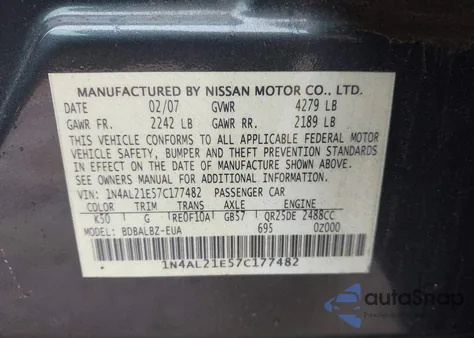 MANUFACTURED BY NISSAN MOTOR CO., LTD.
DATE 02/07 GVWR 4279 LB
GAWR FR. 2242 LB GAWR RR. 2189 LB
THIS VEHICLE CONFORMS TO ALL APPLICABLE FEDERAL MOTOR
VEHICLE SAFETY, BUMPER AND THEFT PREVENTION STANDARDS
IN EFFECT ON THE DATE OF MANUFACTURE SHOWN ABOVE.
SEE OWNERS MANUAL FOR ADDITIONAL INFORMATION.
VIN: 1N4AL21E57C177482 PASSENGER CAR
COLOR TRIM TRANS AXLE ENGINE
K50 G RE0F10A GB57 QR25DE 2488CC
MODEL: BDBALBZ-EUA 695 0Z000
1N4AL21E57C177482
autoSnap